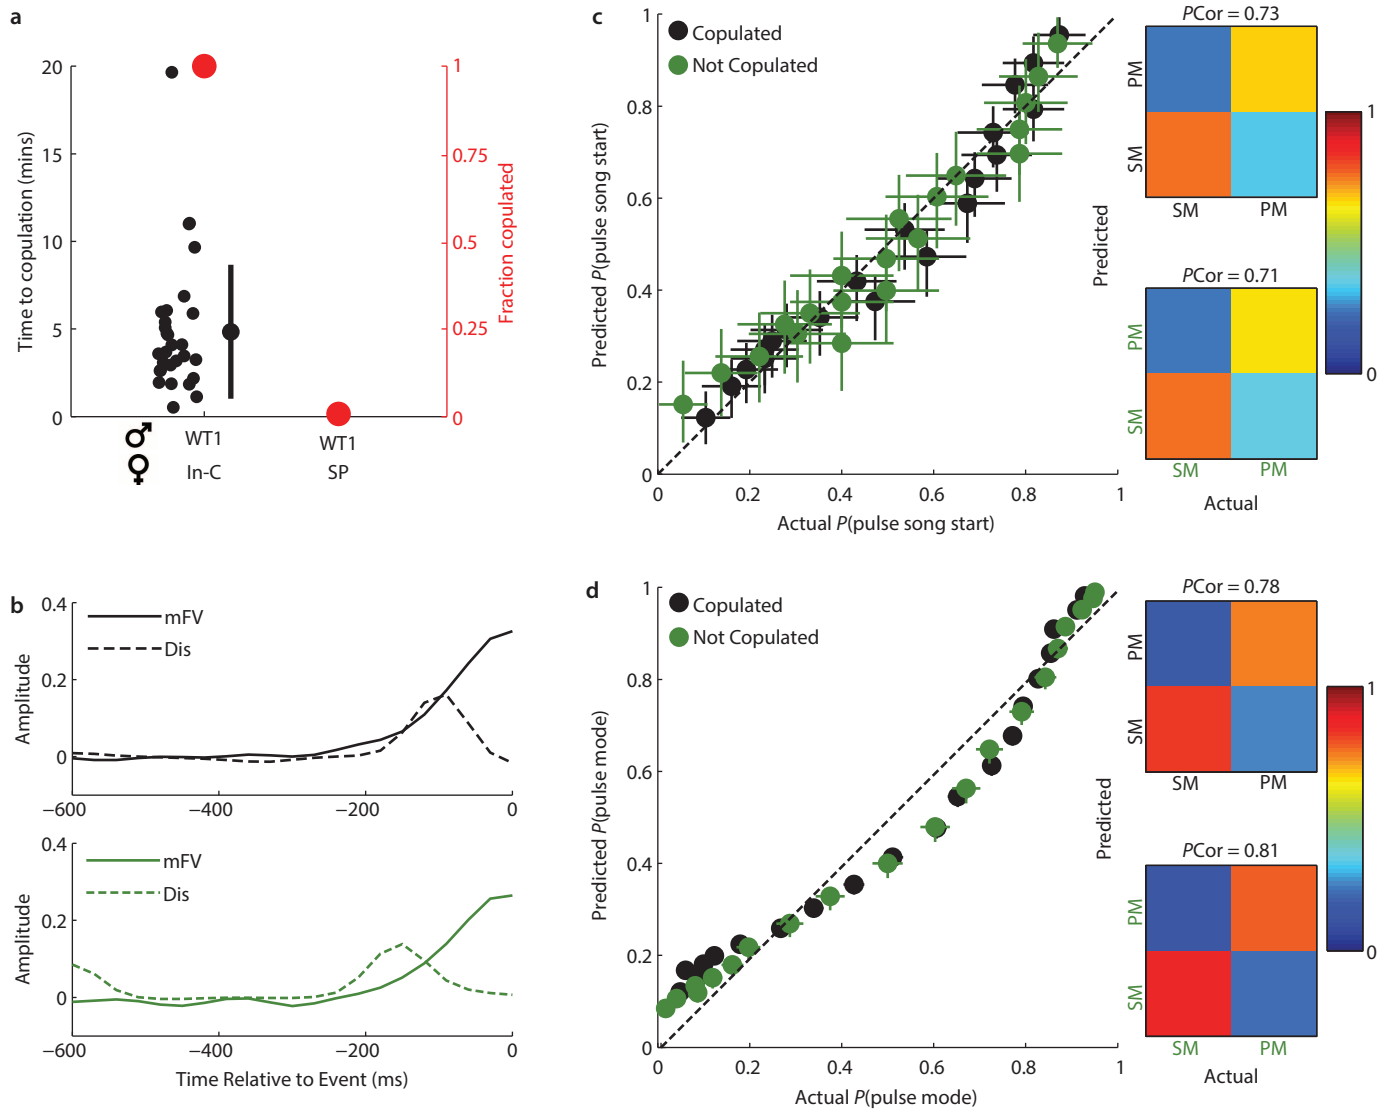 a
20
15
10
5
0
Time to copulation (mins)
1
0.75
0.5
0.25
0
Fraction copulated
♂ WT1 WT1
♀ In-C SP
b
0.4
0.2
0
Amplitude
mFV
Dis
−600 −400 −200 0
0.4
0.2
0
Amplitude
mFV
Dis
−600 −400 −200 0
Time Relative to Event (ms)
c
1
0.8
0.6
0.4
0.2
0
Predicted P(pulse song start)
Copulated
Not Copulated
0 0.2 0.4 0.6 0.8 1
Actual P(pulse song start)
PCor = 0.73
PM
SM
SM PM
Predicted
PCor = 0.71
PM
SM
SM PM
Actual
1
0
d
1
0.8
0.6
0.4
0.2
0
Predicted P(pulse mode)
Copulated
Not Copulated
0 0.2 0.4 0.6 0.8 1
Actual P(pulse mode)
PCor = 0.78
PM
SM
SM PM
Predicted
PCor = 0.81
PM
SM
SM PM
Actual
1
0